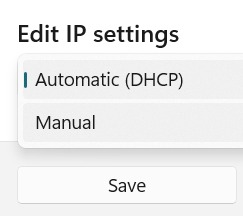 Edit IP settings
Automatic (DHCP)
Manual
Save